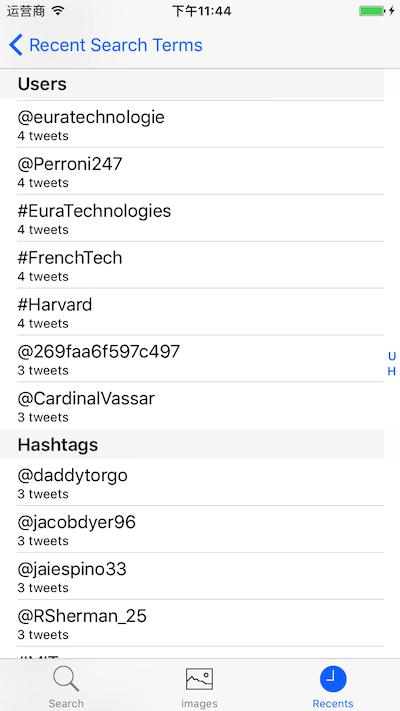 运营商 下午11:44
Recent Search Terms
Users
@euratechnologie
4 tweets
@Perroni247
4 tweets
#EuraTechnologies
4 tweets
#FrenchTech
4 tweets
#Harvard
4 tweets
@269faa6f597c497
3 tweets
U
H
@CardinalVassar
3 tweets
Hashtags
@daddytorgo
3 tweets
@jacobdyer96
3 tweets
@jaiespino33
3 tweets
@RSherman_25
3 tweets
Search images Recents